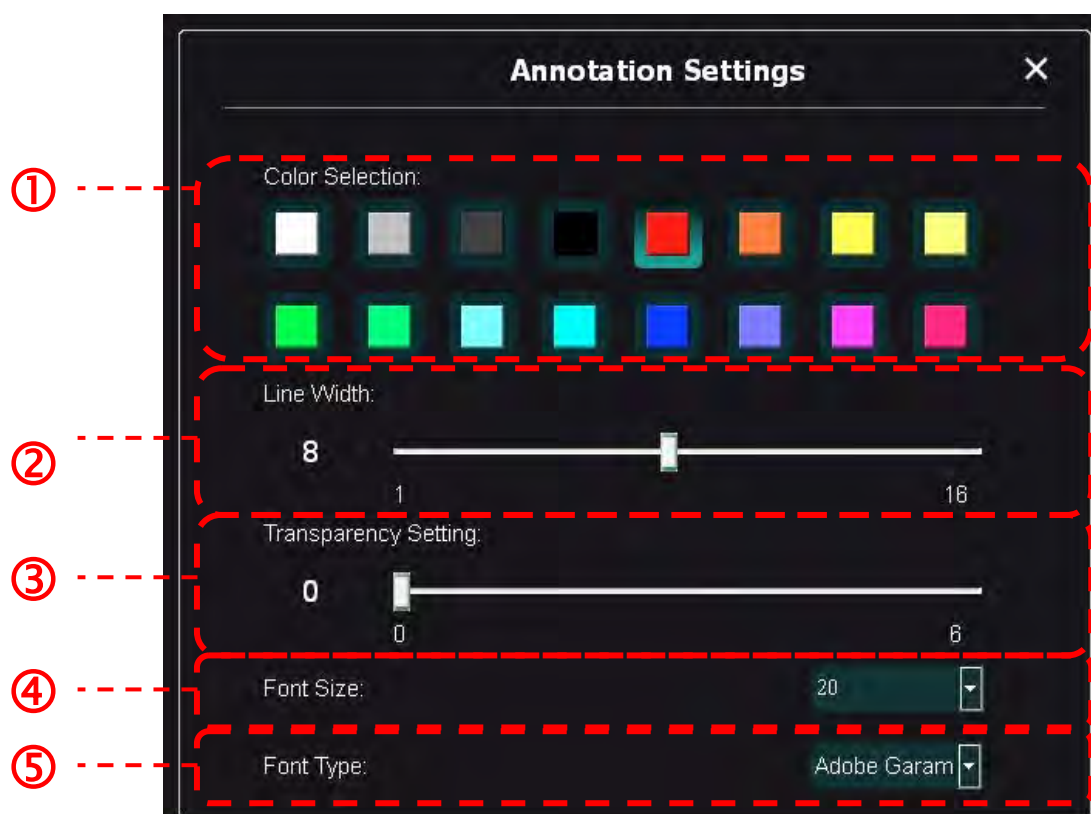 Annotation Settings ×
① Color Selection:
Line Width:
② 8
1 16
Transparency Setting:
③ 0
0 6
④ Font Size: 20
⑤ Font Type: Adobe Garam